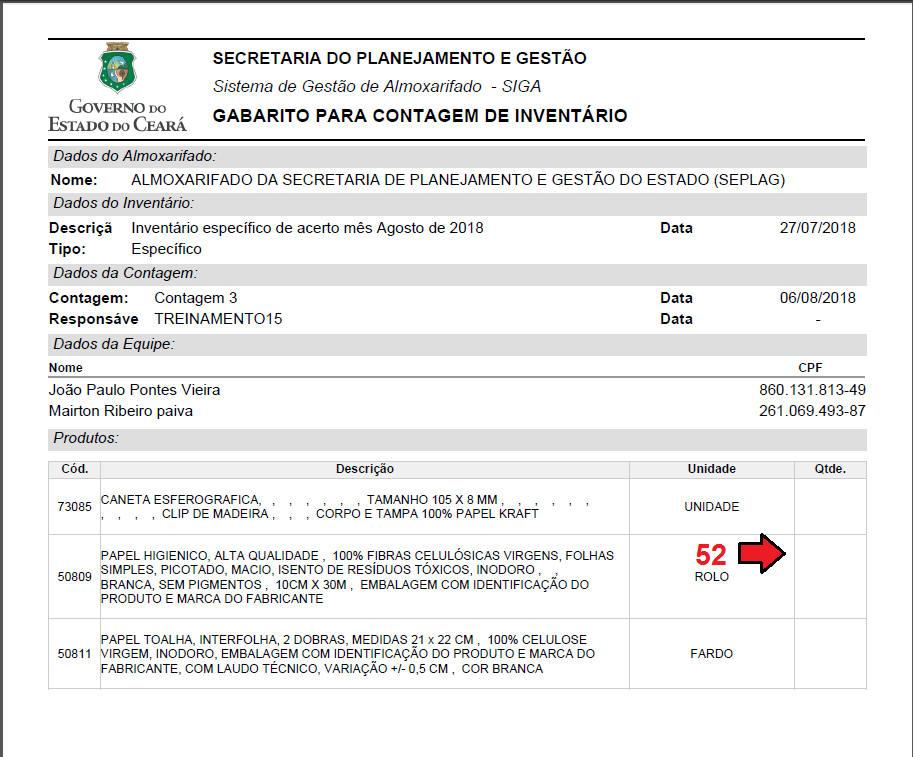 GOVERNO DO
ESTADO DO CEARÁ
SECRETARIA DO PLANEJAMENTO E GESTÃO
Sistema de Gestão de Almoxarifado - SIGA
GABARITO PARA CONTAGEM DE INVENTÁRIO
Dados do Almoxarifado:
Nome: ALMOXARIFADO DA SECRETARIA DE PLANEJAMENTO E GESTÃO DO ESTADO (SEPLAG)
Dados do Inventário:
Descriçã Inventário específico de acerto mês Agosto de 2018 Data 27/07/2018
Tipo: Específico
Dados da Contagem:
Contagem: Contagem 3 Data 06/08/2018
Responsáve TREINAMENTO15 Data -
Dados da Equipe:
Nome CPF
João Paulo Pontes Vieira 860.131.813-49
Mairton Ribeiro paiva 261.069.493-87
Produtos:
Cód. Descrição Unidade Qtde.
73085 CANETA ESFEROGRAFICA, , , , , , , TAMANHO 105 X 8 MM , , , , , , ,
, , , , CLIP DE MADEIRA , , , CORPO E TAMPA 100% PAPEL KRAFT UNIDADE
50809 PAPEL HIGIENICO, ALTA QUALIDADE , 100% FIBRAS CELULÓSICAS VIRGENS, FOLHAS
SIMPLES, PICOTADO, MACIO, ISENTO DE RESÍDUOS TÓXICOS, INODORO , ,
BRANCA, SEM PIGMENTOS , 10CM X 30M , EMBALAGEM COM IDENTIFICAÇÃO DO
PRODUTO E MARCA DO FABRICANTE
52
ROLO
50811 PAPEL TOALHA, INTERFOLHA, 2 DOBRAS, MEDIDAS 21 x 22 CM , 100% CELULOSE
VIRGEM, INODORO, EMBALAGEM COM IDENTIFICAÇÃO DO PRODUTO E MARCA DO
FABRICANTE, COM LAUDO TÉCNICO, VARIAÇÃO +/- 0,5 CM , COR BRANCA
FARDO